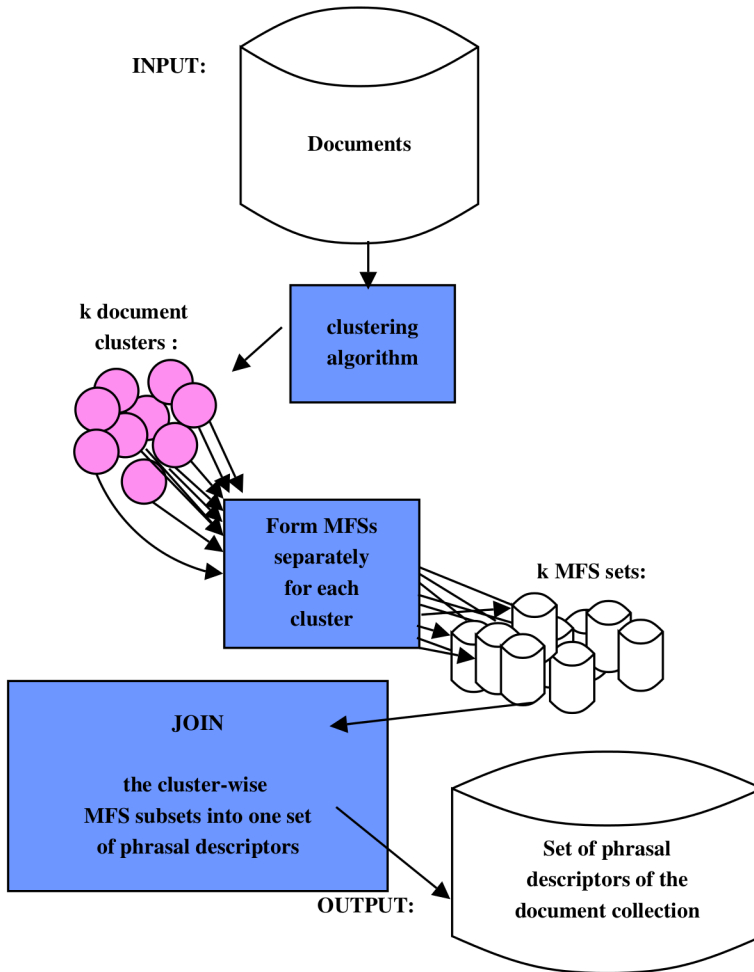 INPUT:
Documents
clustering
algorithm
k document
clusters :
Form MFSs
separately
for each
cluster
k MFS sets:
JOIN
the cluster-wise
MFS subsets into one set
of phrasal descriptors
OUTPUT:
Set of phrasal
descriptors of the
document collection